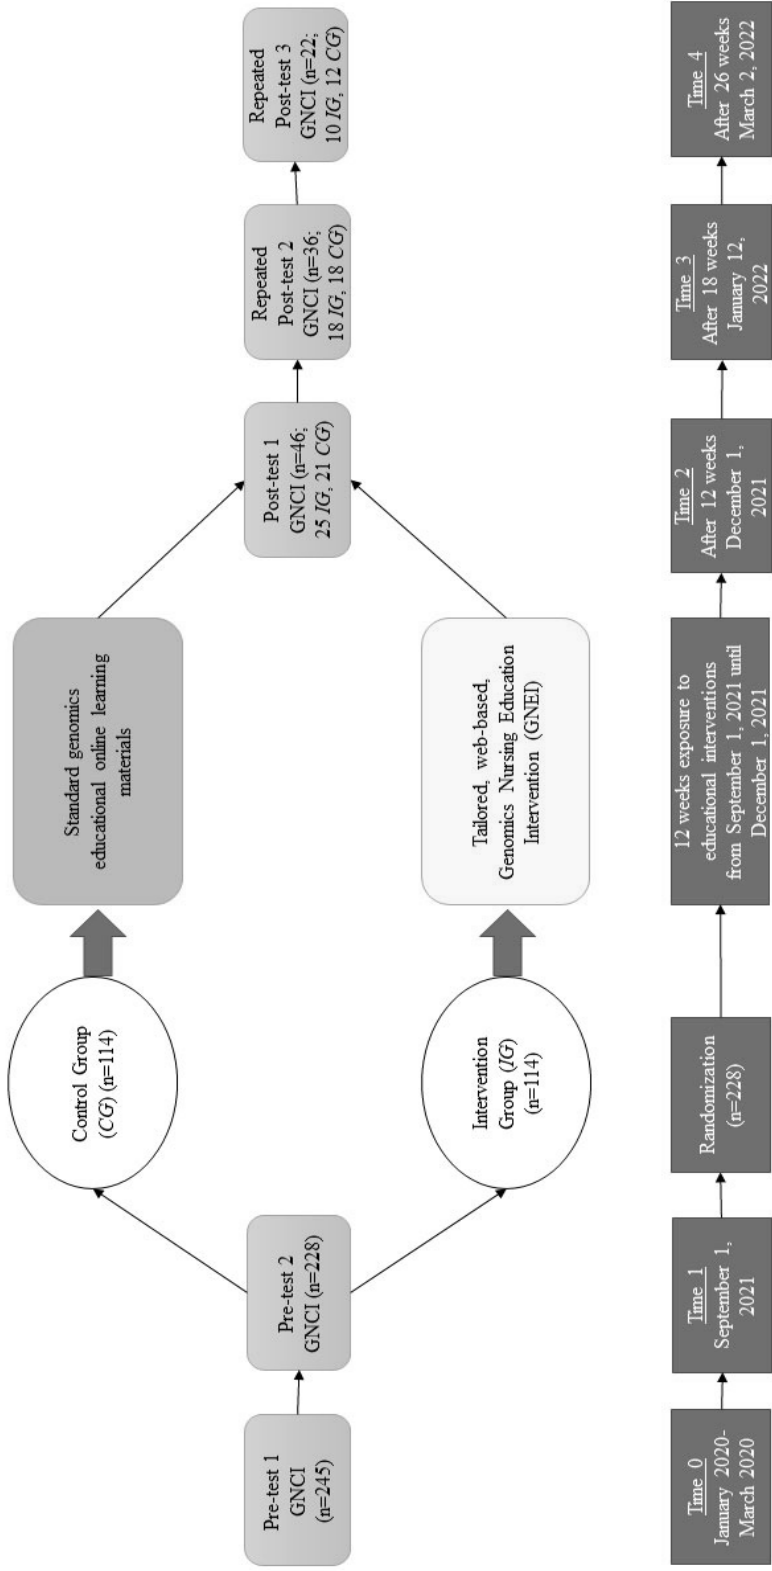 Pre-test 1
GNCI
(n=245)
Pre-test 2
GNCI (n=228)
Control Group
(CG) (n=114)
Intervention
Group (IG)
(n=114)
Standard genomics
educational online learning
materials
Tailored, web-based,
Genomics Nursing Education
Intervention (GNEI)
Post-test 1
GNCI (n=46;
25 IG, 21 CG)
Repeated
Post-test 2
GNCI (n=36;
18 IG, 18 CG)
Repeated
Post-test 3
GNCI (n=22;
10 IG, 12 CG)
Time 0
January 2020-
March 2020
Time 1
September 1,
2021
Randomization
(n=228)
12 weeks exposure to
educational interventions
from September 1, 2021 until
December 1, 2021
Time 2
After 12 weeks
December 1,
2021
Time 3
After 18 weeks
January 12,
2022
Time 4
After 26 weeks
March 2, 2022